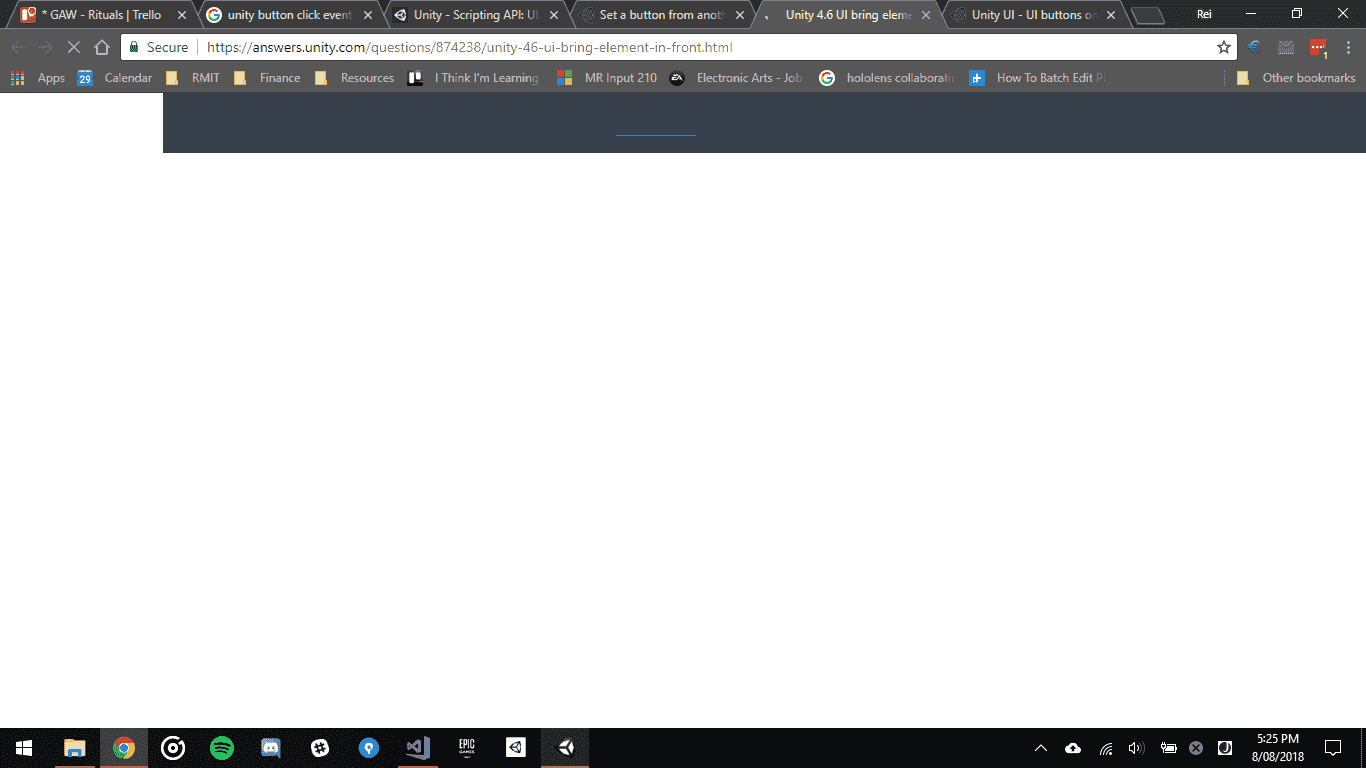 * GAW - Rituals | Trello
unity button click event
Unity - Scripting API: UI.
Set a button from anoth
Unity 4.6 UI bring eleme
Unity UI - UI buttons on
Rei
Secure
https://answers.unity.com/questions/874238/unity-46-ui-bring-element-in-front.html
Apps
29
Calendar
RMIT
Finance
Resources
I Think I'm Learning
MR Input 210
EA
Electronic Arts - Job
hololens collaboratio
How To Batch Edit P
Other bookmarks
1
EPIC
GAMES
5:25 PM
8/08/2018